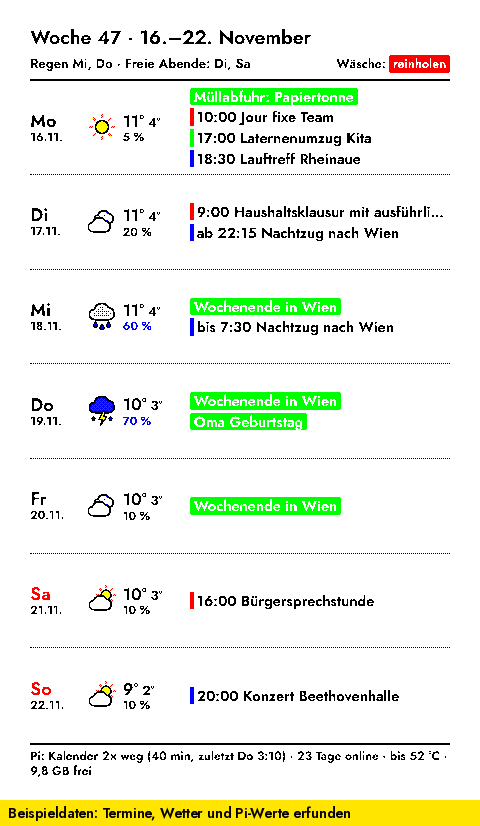 Woche 47 · 16.–22. November
Regen Mi, Do · Freie Abende: Di, Sa
Wäsche: reinholen
Müllabfuhr: Papiertonne
Mo 11° 4° 10:00 Jour fixe Team
16.11. 5 % 17:00 Laternenumzug Kita
18:30 Lauftreff Rheinaue
Di 11° 4° 9:00 Haushaltsklausur mit ausführli...
17.11. 20 % ab 22:15 Nachtzug nach Wien
Mi 11° 4° Wochenende in Wien
18.11. 60 % bis 7:30 Nachtzug nach Wien
Do 10° 3° Wochenende in Wien
19.11. 70 % Oma Geburtstag
Fr 10° 3° Wochenende in Wien
20.11. 10 %
Sa 10° 3° 16:00 Bürgersprechstunde
21.11. 10 %
So 9° 2° 20:00 Konzert Beethovenhalle
22.11. 10 %
Pi: Kalender 2x weg (40 min, zuletzt Do 3:10) · 23 Tage online · bis 52 °C ·
9,8 GB frei
Beispieldaten: Termine, Wetter und Pi-Werte erfunden